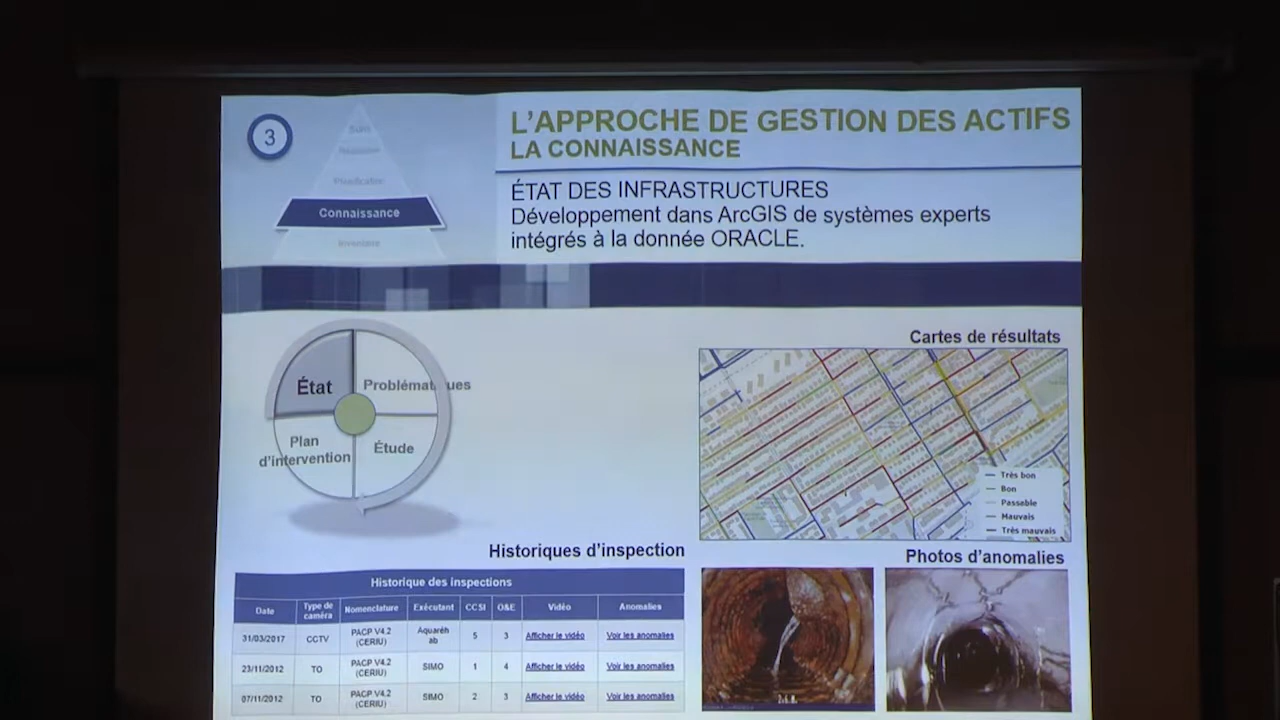 3
Suivi
Planification
Connaissance
Inventaire
L'APPROCHE DE GESTION DES ACTIFS
LA CONNAISSANCE
ÉTAT DES INFRASTRUCTURES
Développement dans ArcGIS de systèmes experts
intégrés à la donnée ORACLE.
État
Problématiques
Plan
d'intervention
Étude
Cartes de résultats
Très bon
Bon
Passeble
Mauvais
Très mauvais
Historiques d'inspection
Historique des inspections
Date Type de caméra Nomenclature Exécutant CCSI O&E Vidéo Anomalies
31/03/2017 CCTV PACP V4.2 (CERIU) Aquaréhab 5 3 Afficher le vidéo Voir les anomalies
23/11/2012 TO PACP V4.2 (CERIU) SIMO 1 4 Afficher le vidéo Voir les anomalies
07/11/2012 TO PACP V4.2 (CERIU) SIMO 2 3 Afficher le vidéo Voir les anomalies
Photos d'anomalies